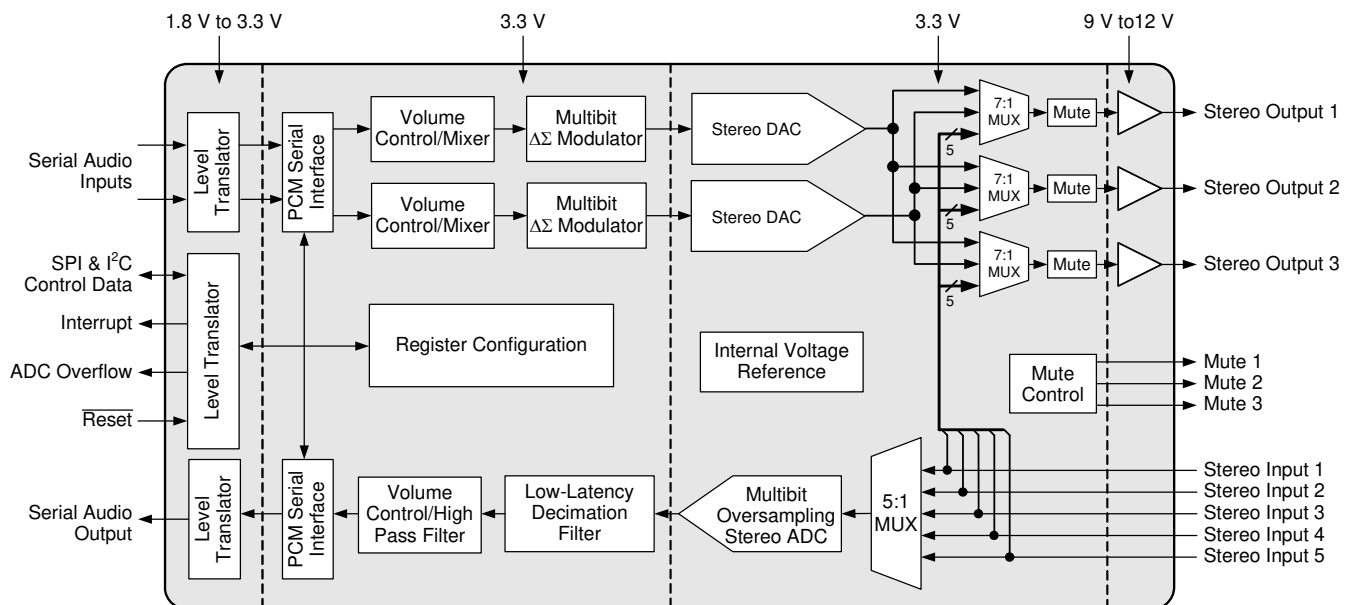 1.8 V to 3.3 V
3.3 V
3.3 V
9 V to12 V
Serial Audio
Inputs
Level
Translator
PCM Serial
Interface
Volume
Control/Mixer
Multibit
ΔΣ Modulator
Stereo DAC
7:1
MUX
Mute
Stereo Output 1
5
Volume
Control/Mixer
Multibit
ΔΣ Modulator
Stereo DAC
7:1
MUX
Mute
Stereo Output 2
5
7:1
MUX
Mute
Stereo Output 3
5
SPI & I²C
Control Data
Interrupt
ADC Overflow
Reset
Level Translator
Register Configuration
Internal Voltage
Reference
Mute
Control
Mute 1
Mute 2
Mute 3
Serial Audio
Output
Level
Translator
PCM Serial
Interface
Volume
Control/High
Pass Filter
Low-Latency
Decimation
Filter
Multibit
Oversampling
Stereo ADC
5:1
MUX
Stereo Input 1
Stereo Input 2
Stereo Input 3
Stereo Input 4
Stereo Input 5